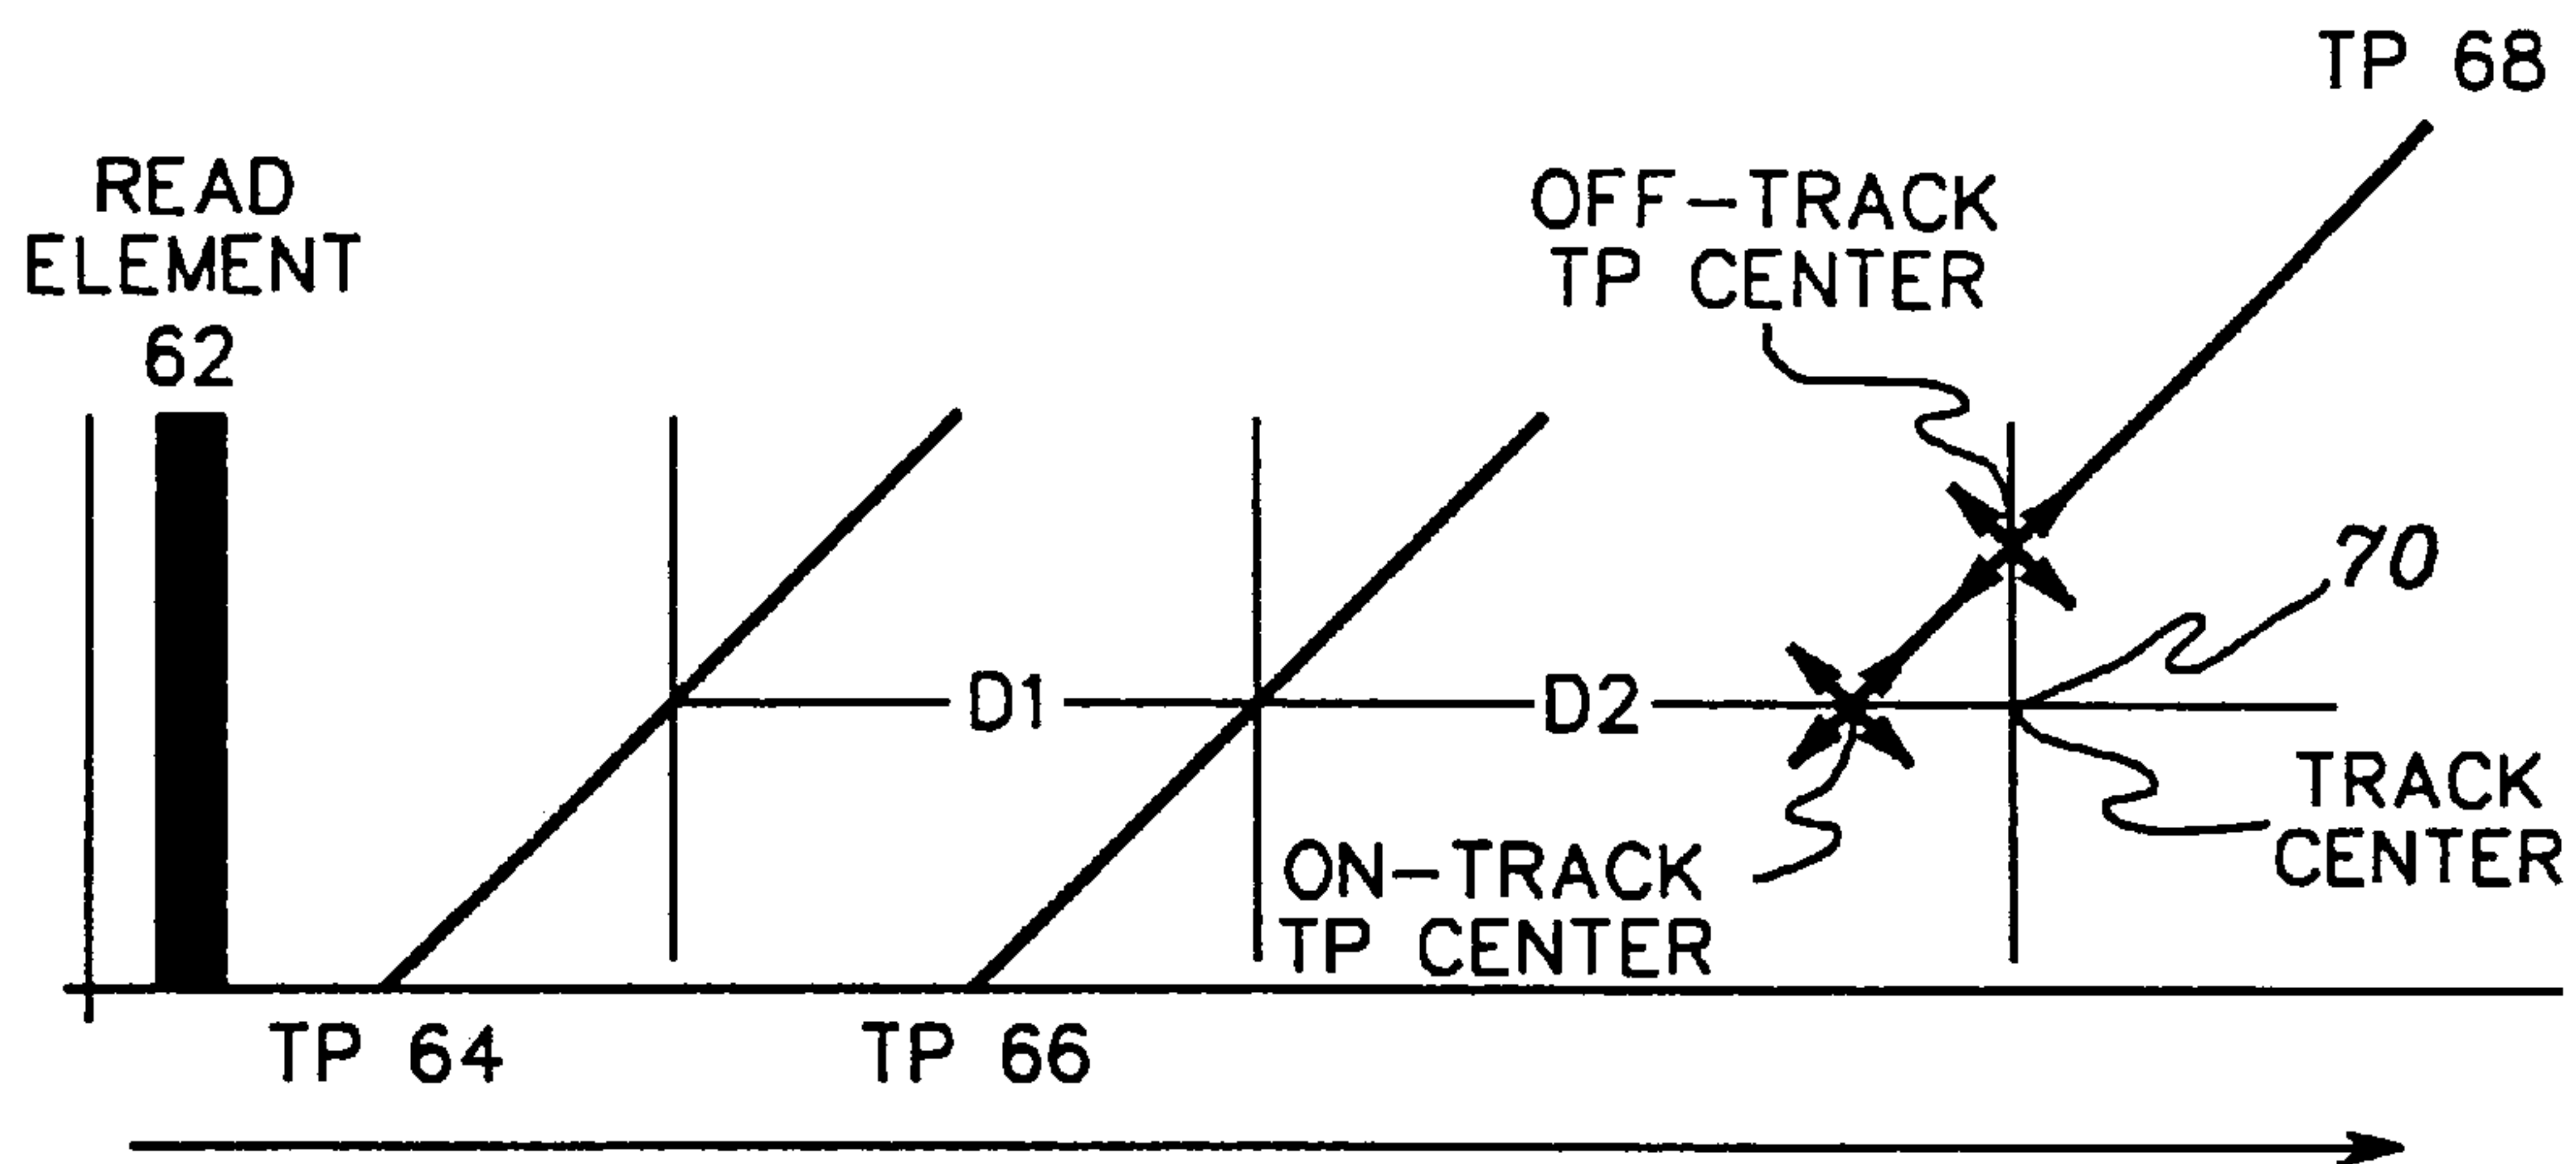 TP 68
READ
ELEMENT
62
OFF-TRACK
TP CENTER
70
D1
D2
TRACK
CENTER
ON-TRACK
TP CENTER
TP 64
TP 66